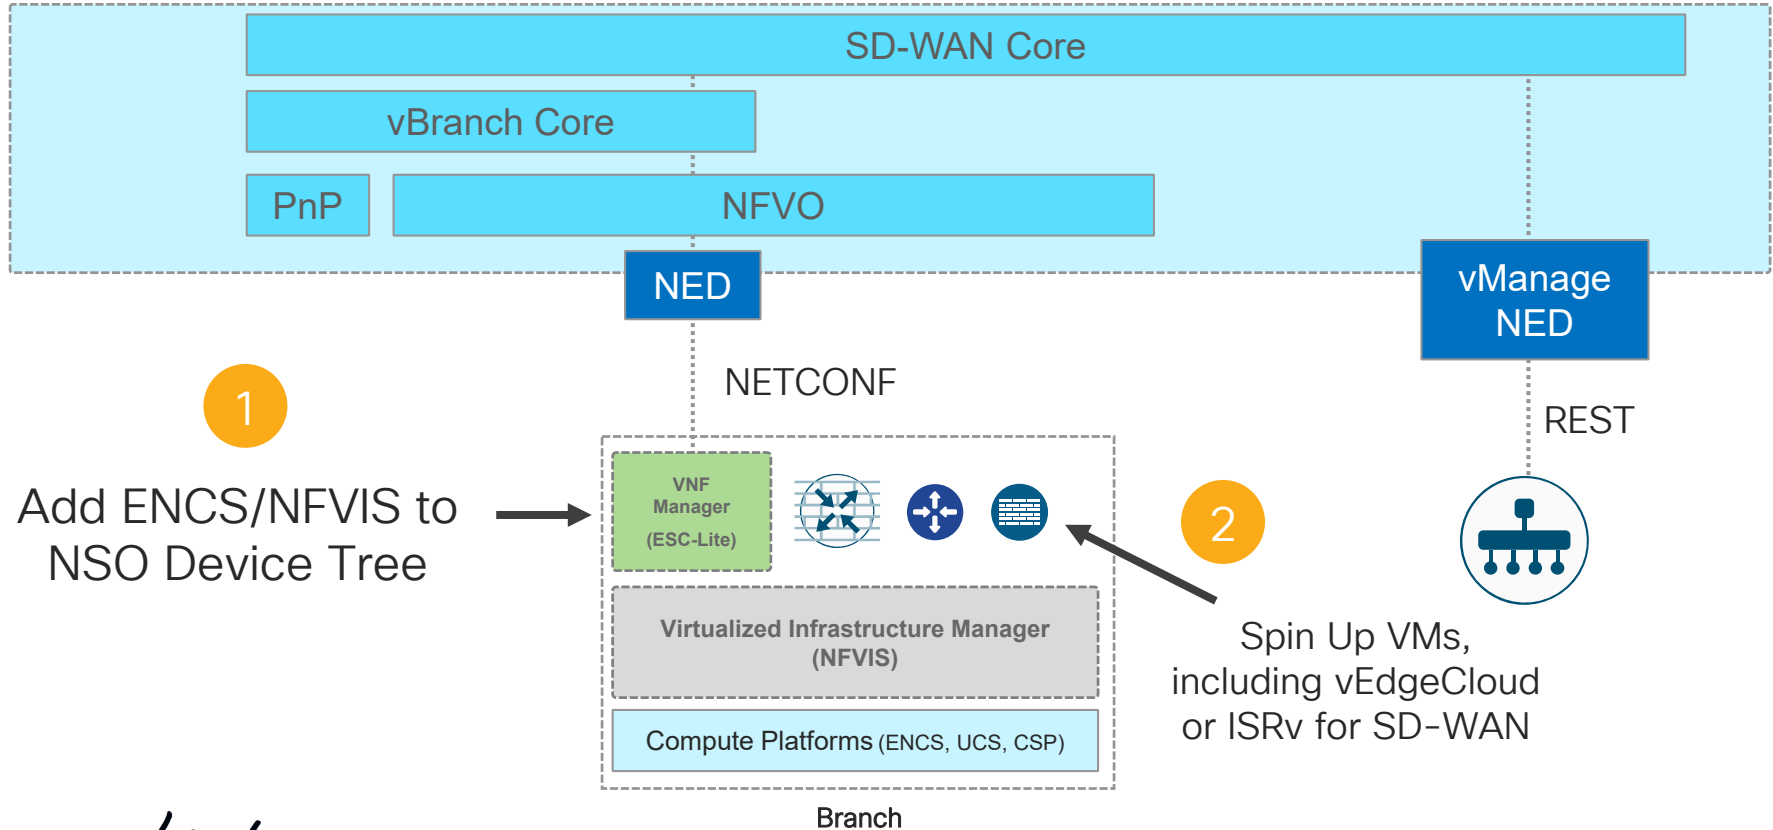 SD-WAN Core
vBranch Core
PnP
NFVO
NED
vManage
NED
NETCONF
REST
1
Add ENCS/NFVIS to
NSO Device Tree
VNF
Manager
(ESC-Lite)
2
Spin Up VMs,
including vEdgeCloud
or ISRv for SD-WAN
Virtualized Infrastructure Manager
(NFVIS)
Compute Platforms (ENCS, UCS, CSP)
Branch